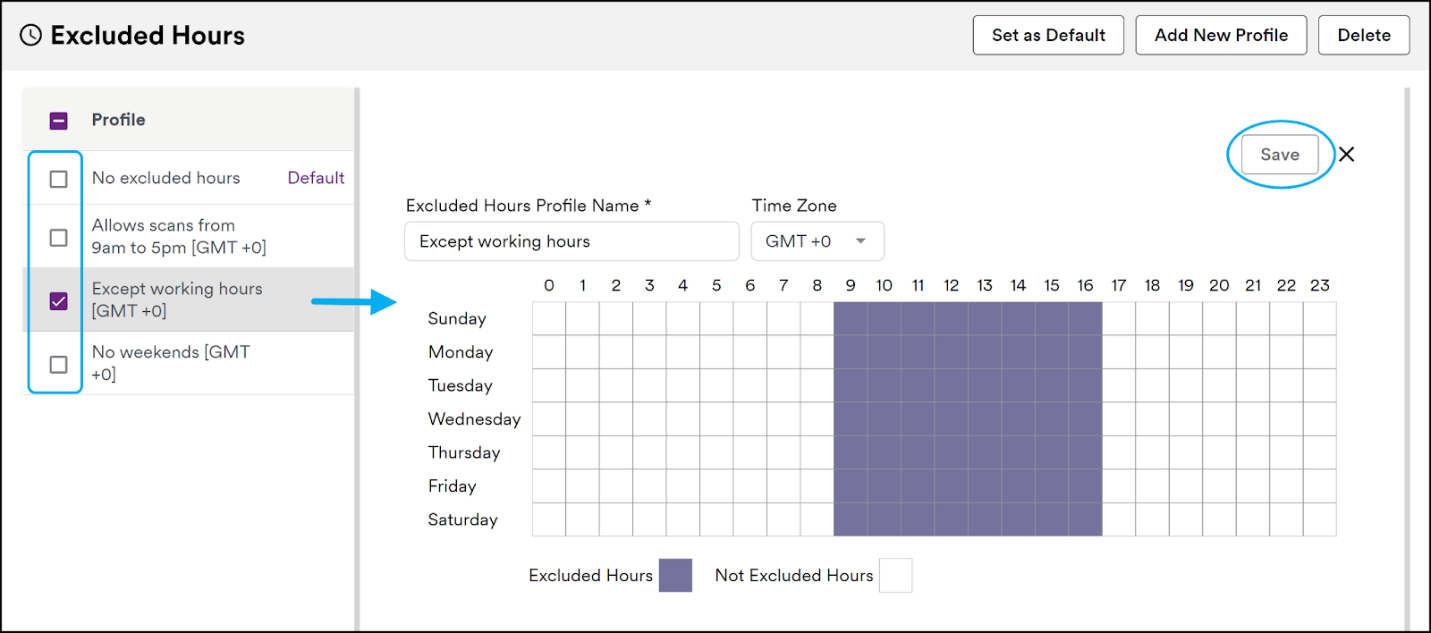 Excluded Hours
Set as Default
Add New Profile
Delete
Profile
No excluded hours
Default
Allows scans from
9am to 5pm [GMT +0]
Except working hours
[GMT +0]
No weekends [GMT
+0]
Save
Excluded Hours Profile Name *
Time Zone
Except working hours
GMT +0
0 1 2 3 4 5 6 7 8 9 10 11 12 13 14 15 16 17 18 19 20 21 22 23
Sunday
Monday
Tuesday
Wednesday
Thursday
Friday
Saturday
Excluded Hours
Not Excluded Hours